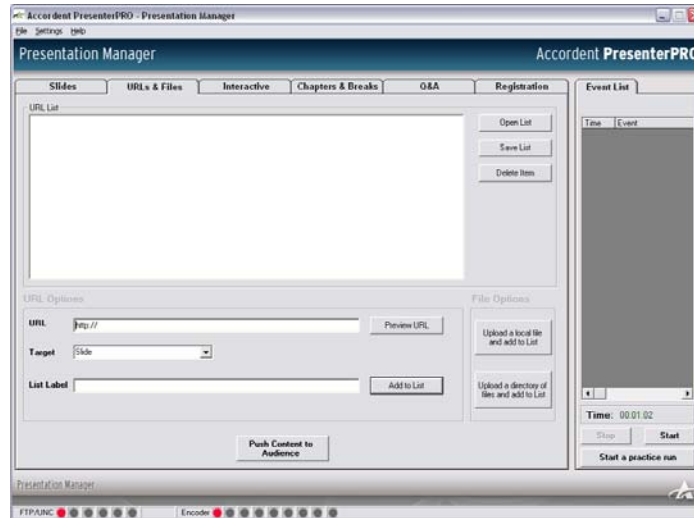 Accordent PresenterPRO - Presentation Manager
File Settings Help
Presentation Manager
Accordent PresenterPRO
Slides
URLs & Files
Interactive
Chapters & Breaks
Q&A
Registration
Event List
URL List
Open List
Save List
Delete Item
Time Event
URL Options
File Options
URL
http://
Preview URL
Target
Slide
List Label
Add to List
Upload a local file
and add to List
Upload a directory of
files and add to List
Push Content to
Audience
Time: 00:01:02
Stop
Start
Start a practice run
Presentation Manager
FTP/UNC
Encoder